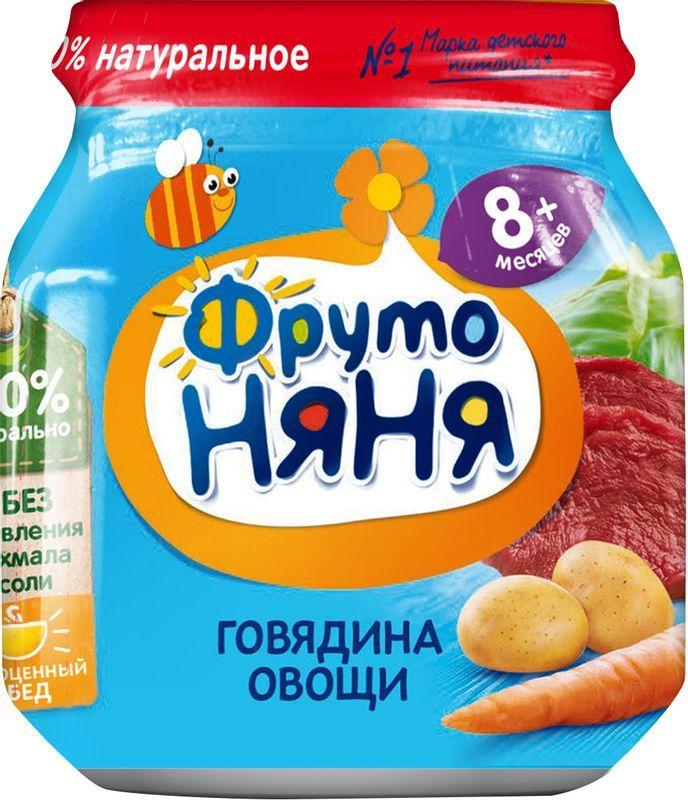 0% натуральное
№1 Марка детского
питания*
8+
месяцев
Фруто
Няня
0%
рально
БЕЗ
вления
хмала
соли
оценный
БЕД
ГОВЯДИНА
ОВОЩИ